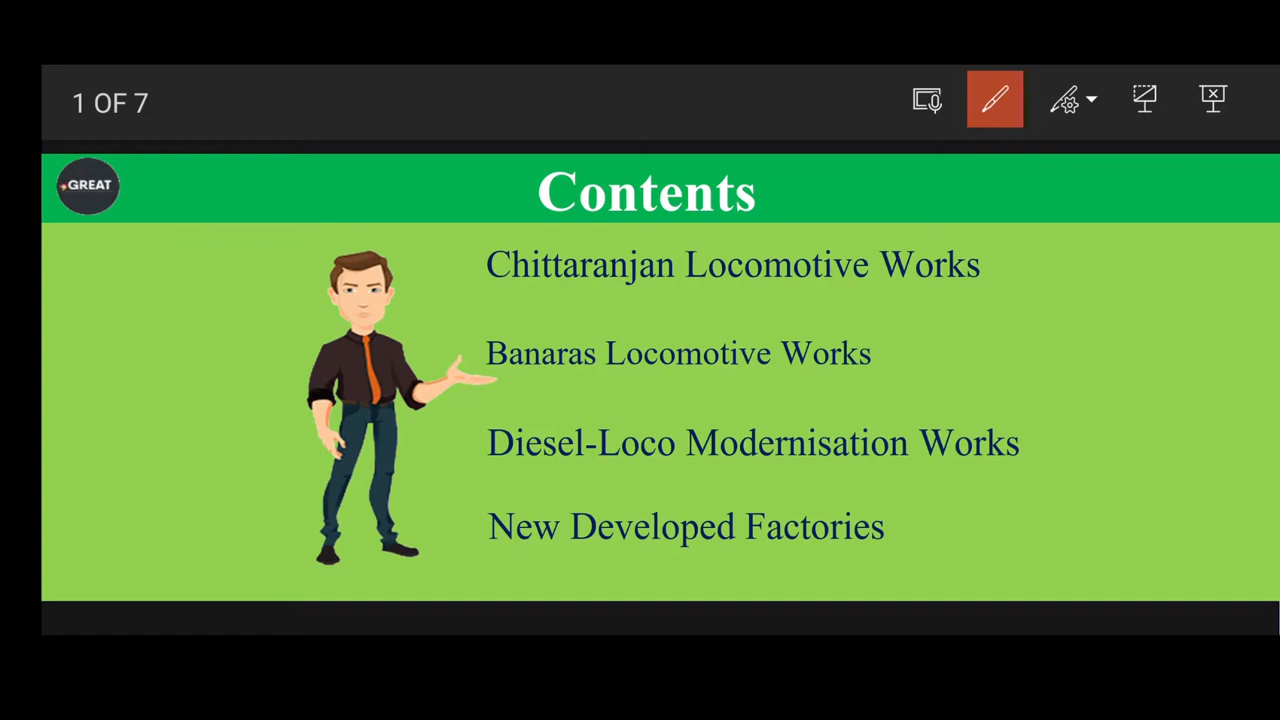 1 OF 7
GREAT
Contents
Chittaranjan Locomotive Works
Banaras Locomotive Works
Diesel-Loco Modernisation Works
New Developed Factories